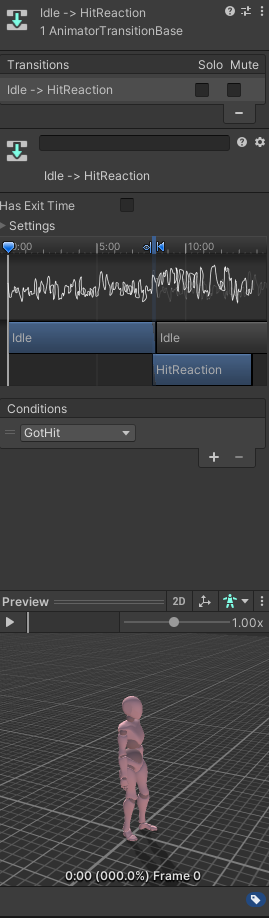 Idle -> HitReaction
1 AnimatorTransitionBase
Transitions Solo Mute
Idle -> HitReaction
Idle -> HitReaction
Has Exit Time
Settings
0:00 5:00 10:00
Idle Idle
HitReaction
Conditions
GotHit
Preview 2D
1.00x
0:00 (000.0%) Frame 0